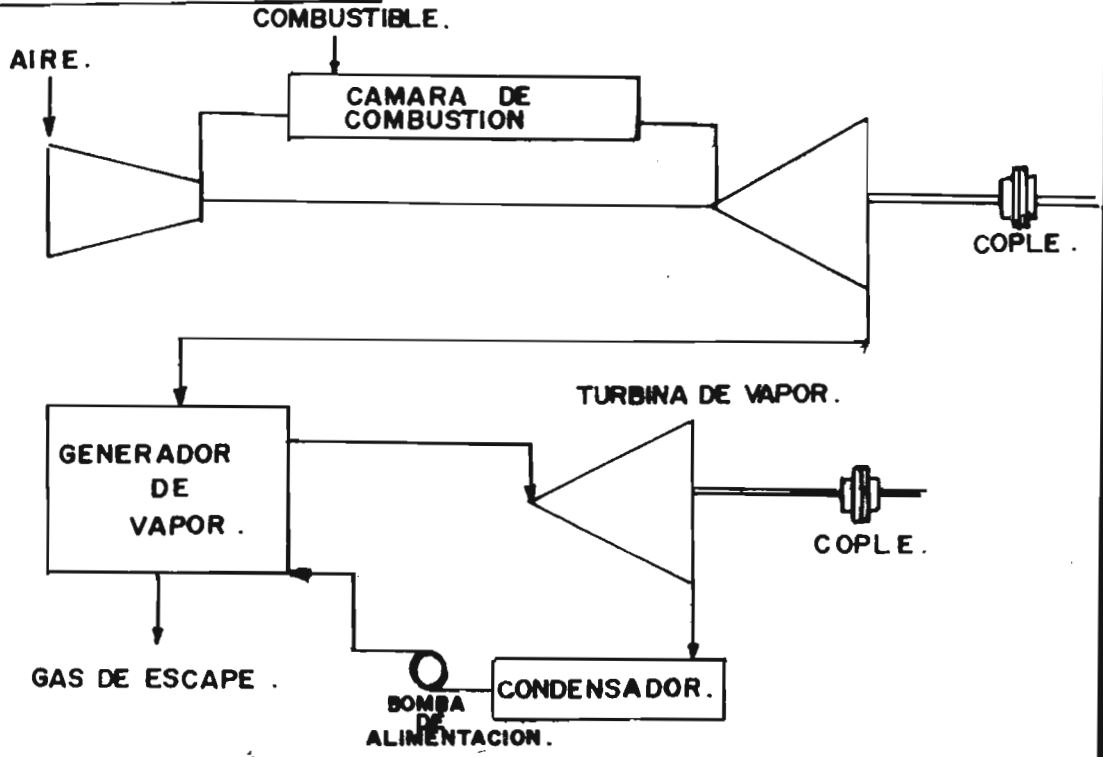 COMBUSTIBLE.
AIRE.
CAMARA DE
COMBUSTION
COPLE.
TURBINA DE VAPOR.
GENERADOR
DE
VAPOR.
COPLE.
GAS DE ESCAPE.
CONDENSADOR.
BOMBA
DE
ALIMENTACION.